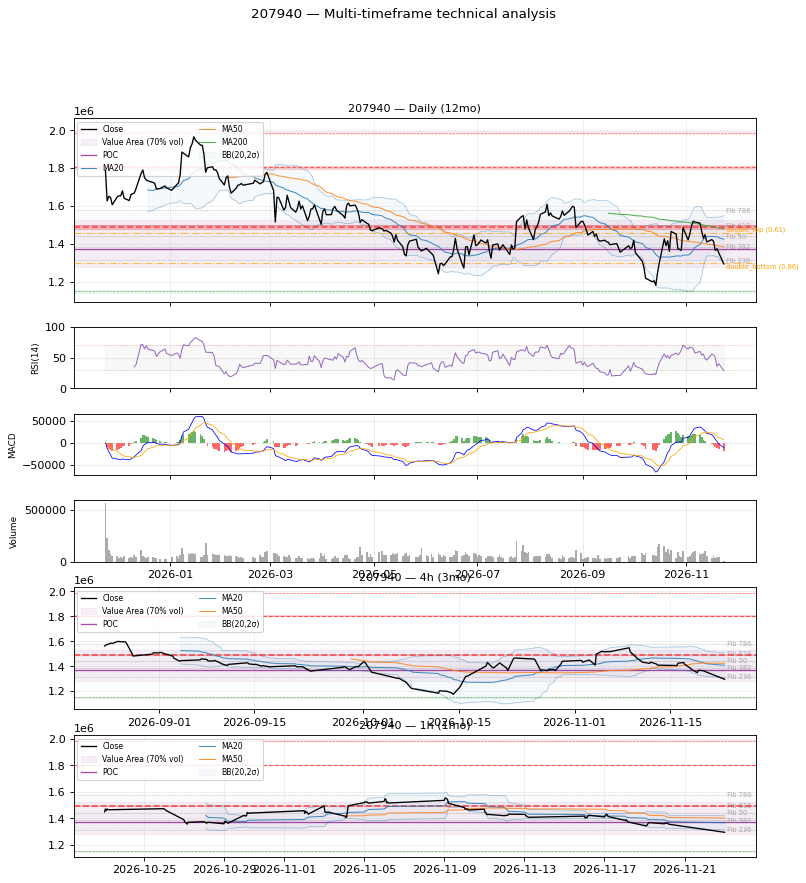 207940 — Multi-timeframe technical analysis
207940 — Daily (12mo)
1e6
Close
Value Area (70% vol)
POC
MA20
MA50
MA200
BB(20,2σ)
2.0
1.8
1.6
1.4
1.2
Fib 786
Fib 50
Fib 382
Fib 236
double_bottom (0.86)
RSI(14)
100
50
0
MACD
50000
0
−50000
Volume
500000
0
2026-01
2026-03
2026-05
2026-07
2026-09
2026-11
207940 — 4h (3mo)
1e6
Close
Value Area (70% vol)
POC
MA20
MA50
BB(20,2σ)
2.0
1.8
1.6
1.4
1.2
Fib 786
Fib 618
Fib 50
Fib 382
Fib 236
2026-09-01
2026-09-15
2026-10-01
2026-10-15
2026-11-01
2026-11-15
207940 — 1h (1mo)
1e6
Close
Value Area (70% vol)
POC
MA20
MA50
BB(20,2σ)
2.0
1.8
1.6
1.4
1.2
Fib 786
Fib 618
Fib 50
Fib 382
Fib 236
2026-10-25
2026-10-29
2026-11-01
2026-11-05
2026-11-09
2026-11-13
2026-11-17
2026-11-21